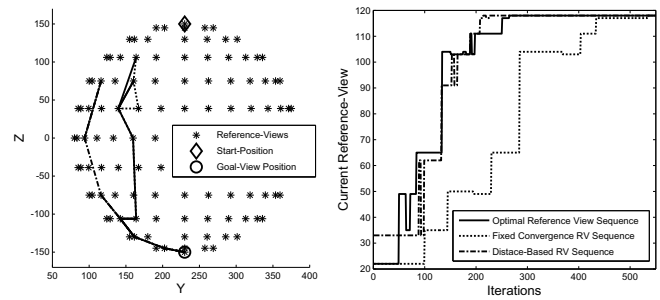 150
100
50
0
-50
-100
-150
Z
50 100 150 200 250 300 350 400
Y
Reference-Views
Start-Position
Goal-View Position
120
110
100
90
80
70
60
50
40
30
20
Current Reference-View
0 100 200 300 400 500
Iterations
Optimal Reference View Sequence
Fixed Convergence RV Sequence
Distace-Based RV Sequence